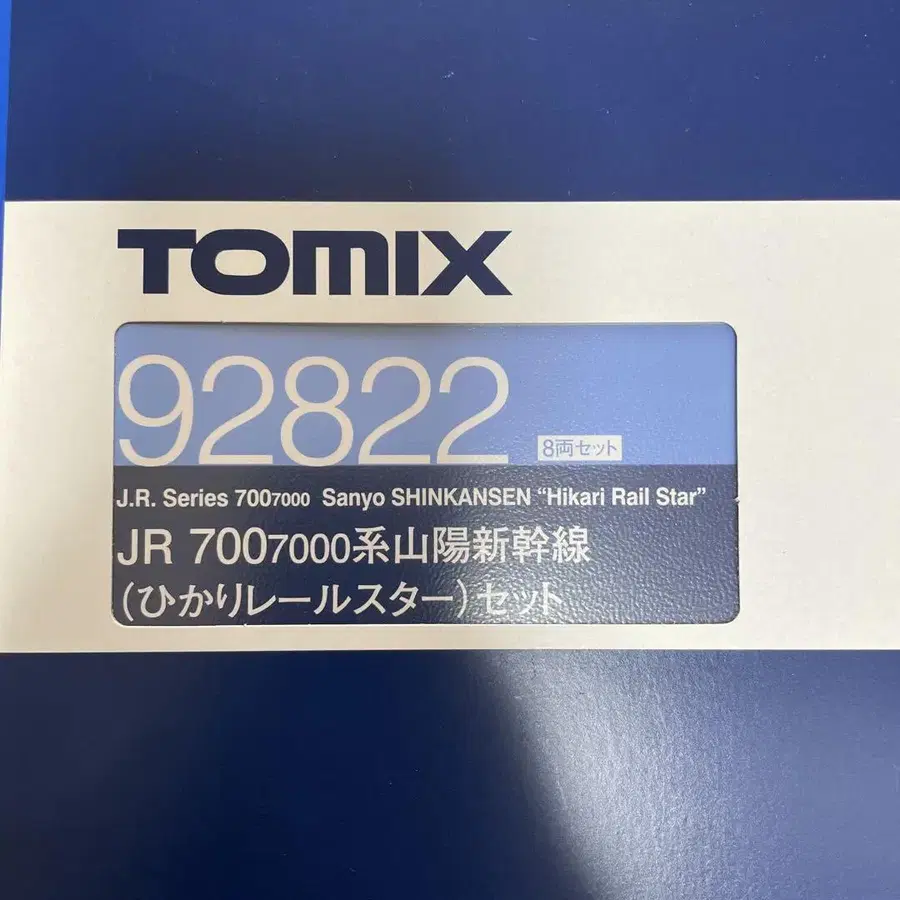 TOMIX
92822 8両セット
J.R. Series 7007000 Sanyo SHINKANSEN “Hikari Rail Star”
JR 7007000系山陽新幹線
(ひかりレールスター)セット